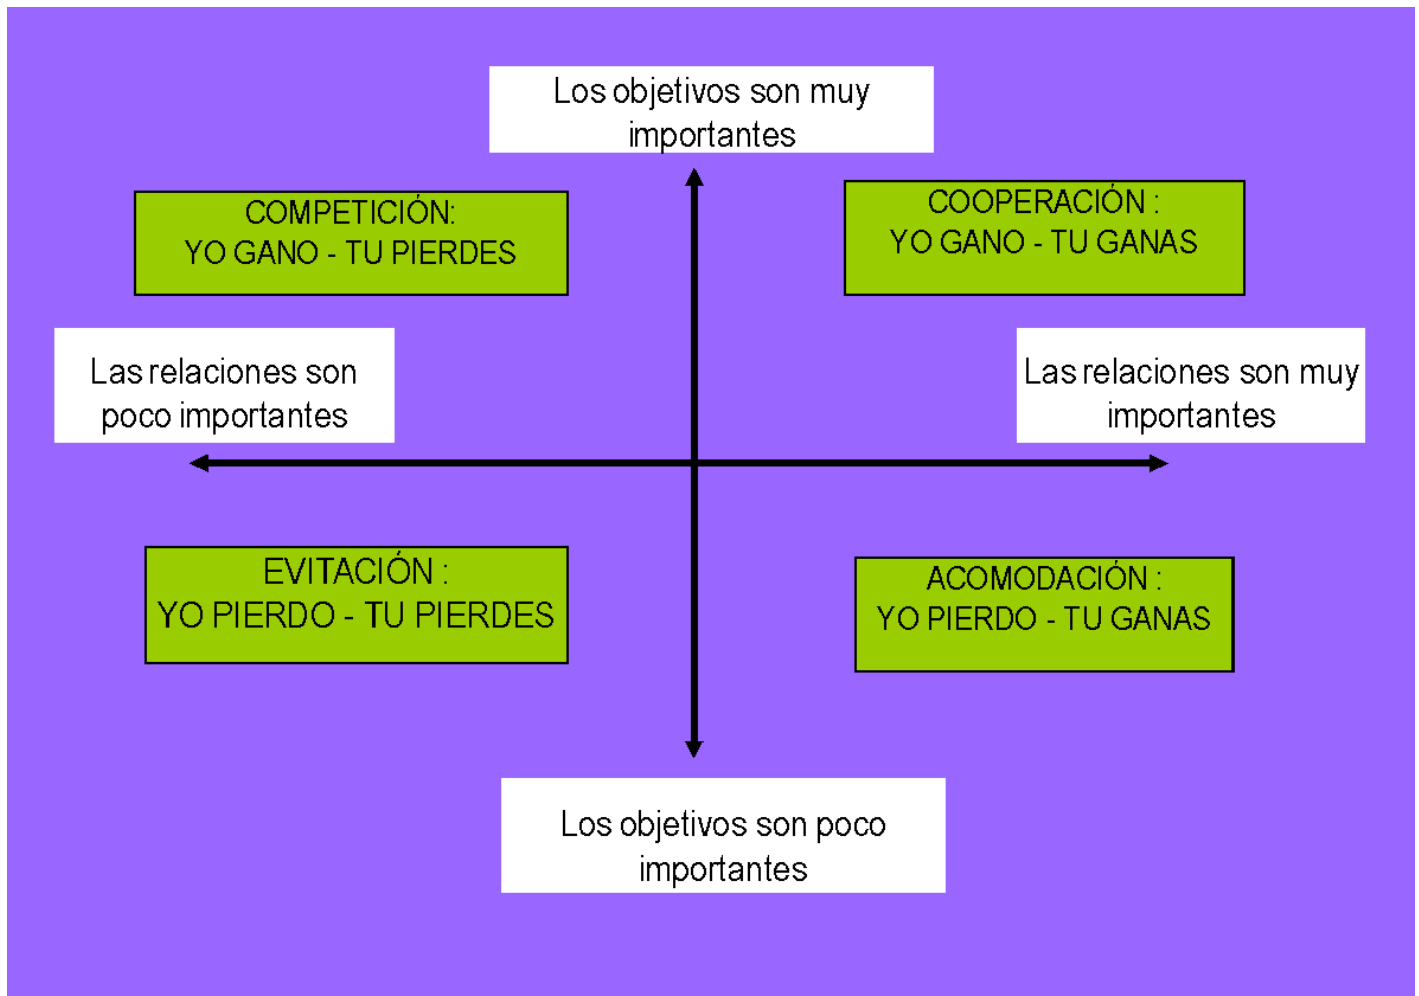 Los objetivos son muy
importantes
COMPETICIÓN:
YO GANO - TU PIERDES
COOPERACIÓN :
YO GANO - TU GANAS
Las relaciones son
poco importantes
Las relaciones son muy
importantes
EVITACIÓN :
YO PIERDO - TU PIERDES
ACOMODACIÓN :
YO PIERDO - TU GANAS
Los objetivos son poco
importantes